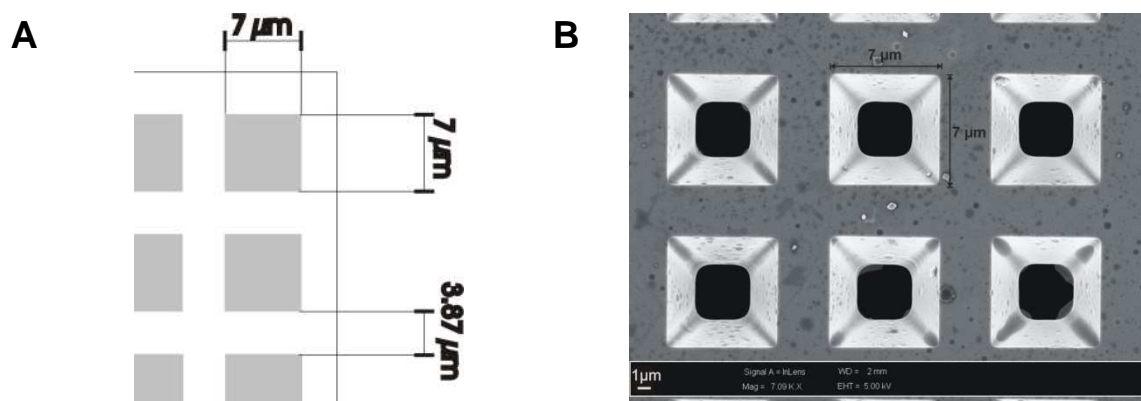 A
7 µm
7 µm
3.87 µm
B
7 µm
7 µm
1µm
Signal A = InLens
Mag = 7.09 K X
WD = 2 mm
EHT = 5.00 kV